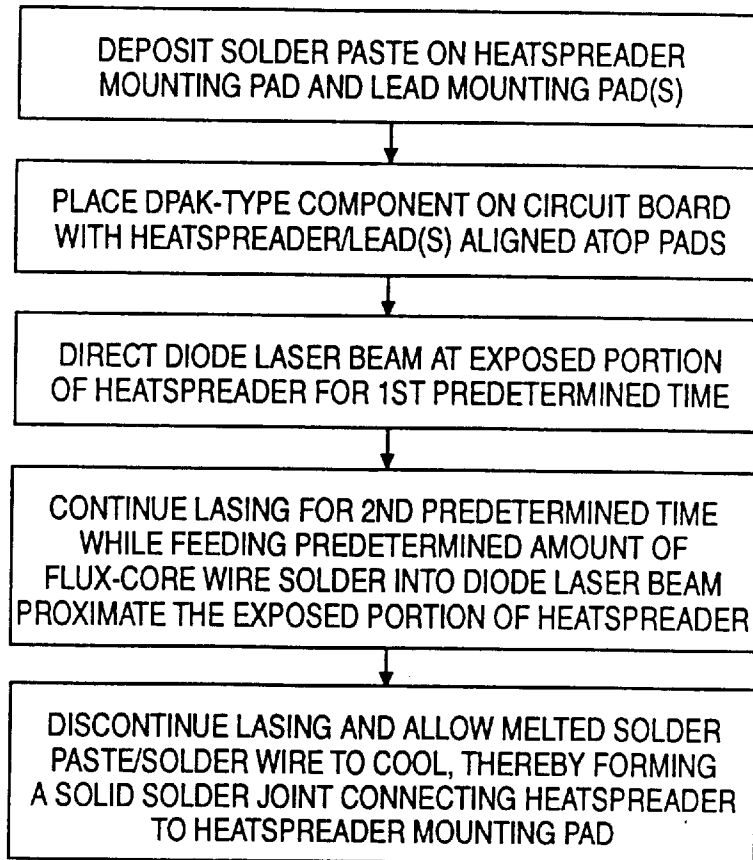 DEPOSIT SOLDER PASTE ON HEATSPREADER
MOUNTING PAD AND LEAD MOUNTING PAD(S)
PLACE DPAK-TYPE COMPONENT ON CIRCUIT BOARD
WITH HEATSPREADER/LEAD(S) ALIGNED ATOP PADS
DIRECT DIODE LASER BEAM AT EXPOSED PORTION
OF HEATSPREADER FOR 1ST PREDETERMINED TIME
CONTINUE LASING FOR 2ND PREDETERMINED TIME
WHILE FEEDING PREDETERMINED AMOUNT OF
FLUX-CORE WIRE SOLDER INTO DIODE LASER BEAM
PROXIMATE THE EXPOSED PORTION OF HEATSPREADER
DISCONTINUE LASING AND ALLOW MELTED SOLDER
PASTE/SOLDER WIRE TO COOL, THEREBY FORMING
A SOLID SOLDER JOINT CONNECTING HEATSPREADER
TO HEATSPREADER MOUNTING PAD